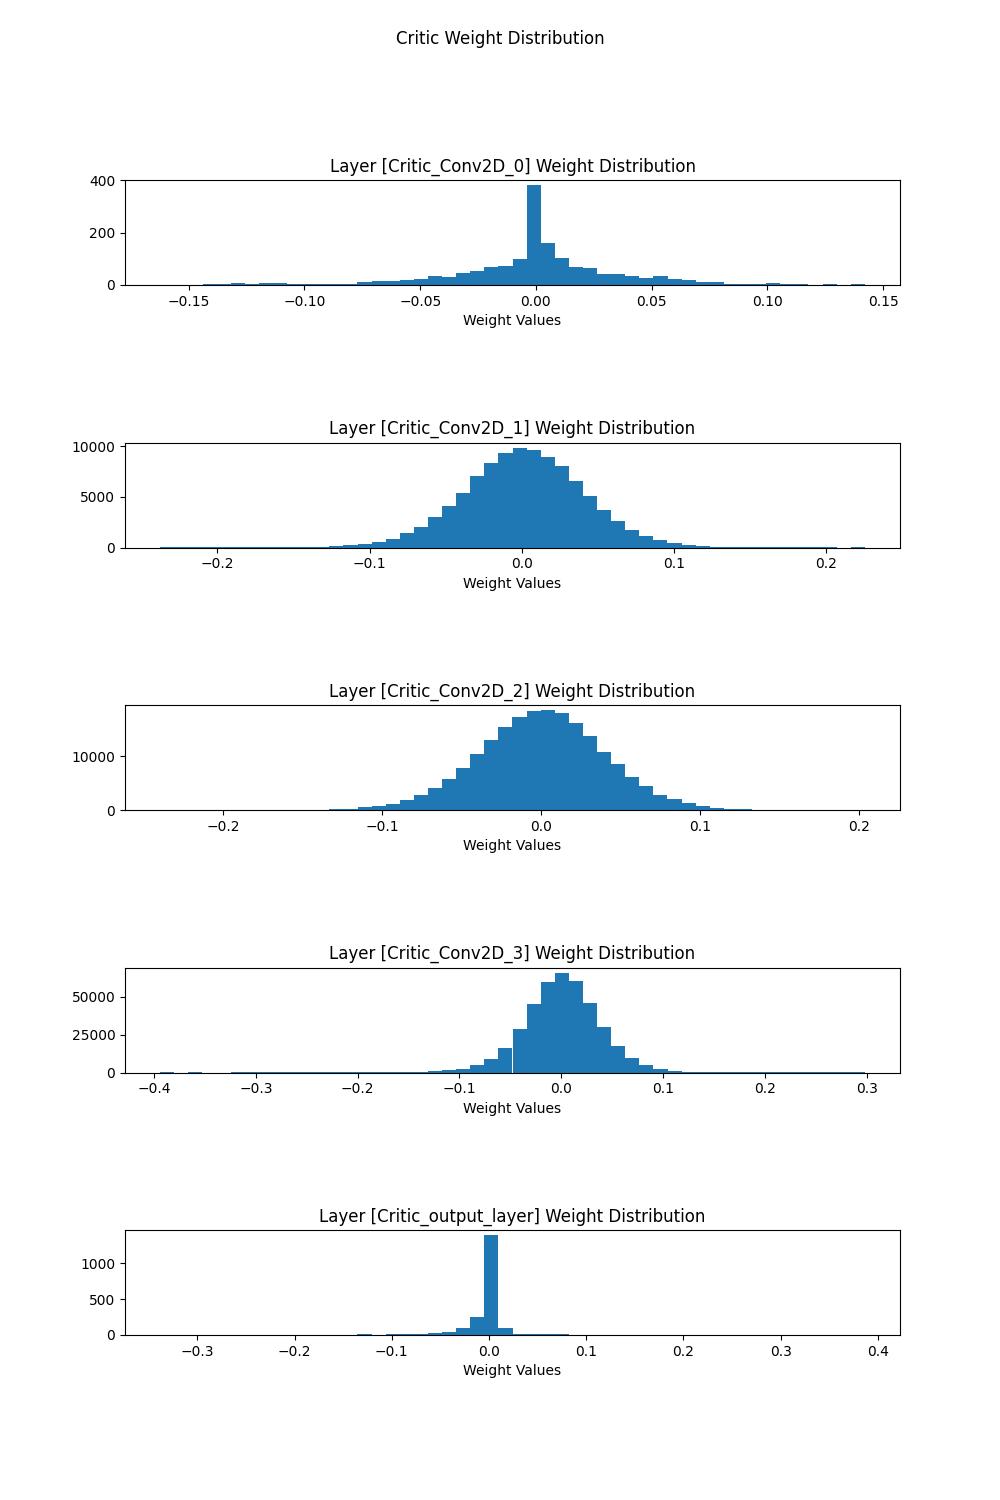 Critic Weight Distribution
Layer [Critic_Conv2D_0] Weight Distribution
400
200
0
−0.15 −0.10 −0.05 0.00 0.05 0.10 0.15
Weight Values
Layer [Critic_Conv2D_1] Weight Distribution
10000
5000
0
−0.2 −0.1 0.0 0.1 0.2
Weight Values
Layer [Critic_Conv2D_2] Weight Distribution
10000
0
−0.2 −0.1 0.0 0.1 0.2
Weight Values
Layer [Critic_Conv2D_3] Weight Distribution
50000
25000
0
−0.4 −0.3 −0.2 −0.1 0.0 0.1 0.2 0.3
Weight Values
Layer [Critic_output_layer] Weight Distribution
1000
500
0
−0.3 −0.2 −0.1 0.0 0.1 0.2 0.3 0.4
Weight Values